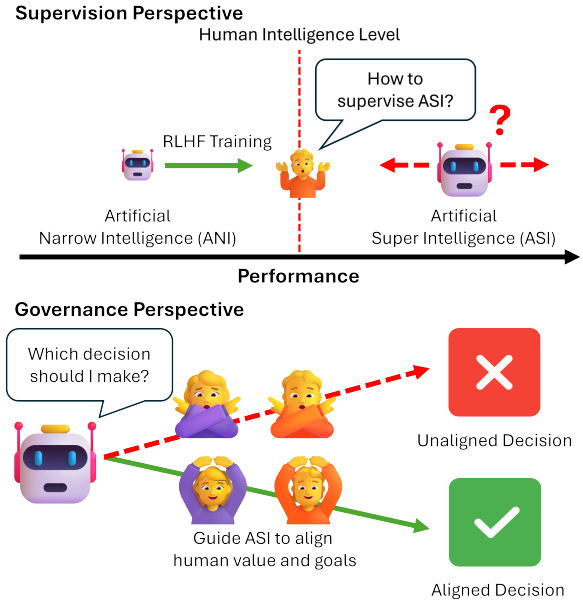 Supervision Perspective
Human Intelligence Level
How to
supervise ASI?
?
RLHF Training
Artificial
Narrow Intelligence (ANI)
Artificial
Super Intelligence (ASI)
Performance
Governance Perspective
Which decision
should I make?
Unaligned Decision
Guide ASI to align
human value and goals
Aligned Decision